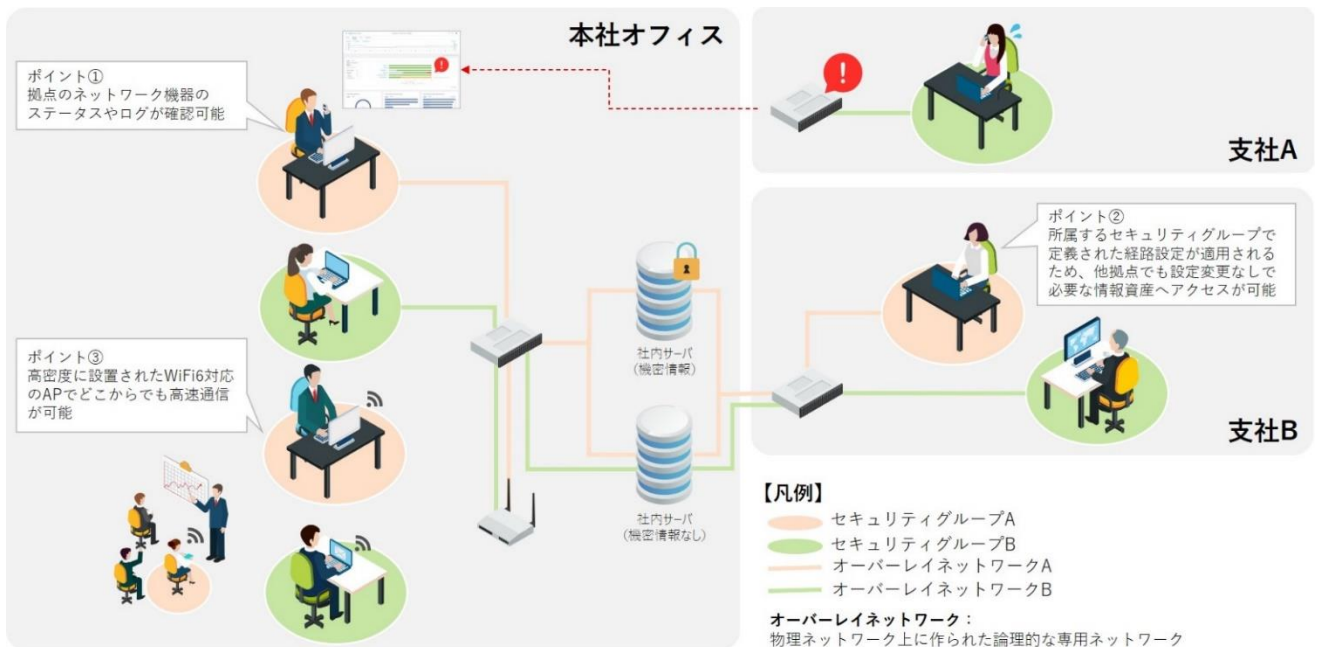 本社オフィス
ポイント①
拠点のネットワーク機器の
ステータスやログが確認可能
支社A
ポイント②
所属するセキュリティグループで
定義された経路設定が適用される
ため、他拠点でも設定変更なしで
必要な情報資産へアクセスが可能
社内サーバ
(機密情報)
ポイント③
高密度に設置されたWiFi6対応
のAPでどこからでも高速通信
が可能
支社B
社内サーバ
(機密情報なし)
【凡例】
セキュリティグループA
セキュリティグループB
オーバーレイネットワークA
オーバーレイネットワークB
オーバーレイネットワーク：
物理ネットワーク上に作られた論理的な専用ネットワーク